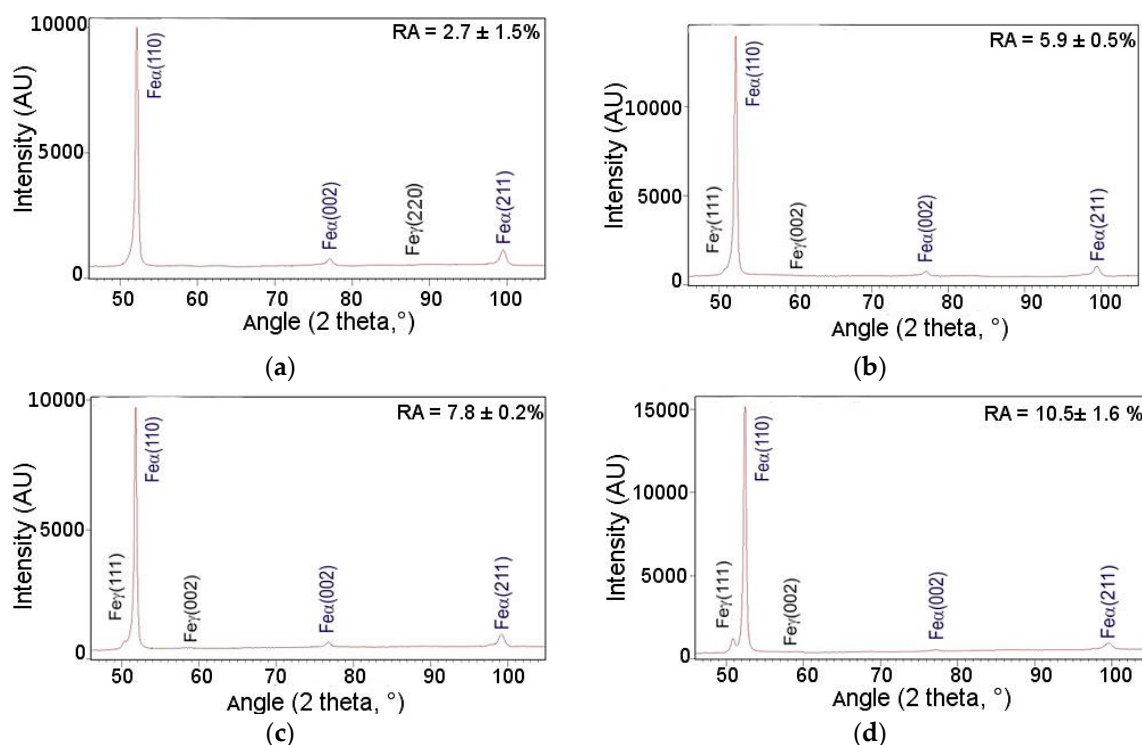 10000
RA = 2.7 ± 1.5%
Feα(110)
Intensity (AU)
5000
Feα(002)
Feγ(220)
Feα(211)
0
50 60 70 80 90 100
Angle (2 theta,°)
(a)
RA = 5.9 ± 0.5%
Feα(110)
10000
Intensity (AU)
5000
Feγ(111)
Feγ(002)
Feα(002)
Feα(211)
0
50 60 70 80 90 100
Angle (2 theta, °)
(b)
10000
RA = 7.8 ± 0.2%
Feα(110)
Intensity (AU)
5000
Feγ(111)
Feγ(002)
Feα(002)
Feα(211)
0
50 60 70 80 90 100
Angle (2 theta, °)
(c)
15000
RA = 10.5± 1.6 %
Feα(110)
10000
Intensity (AU)
5000
Feγ(111)
Feγ(002)
Feα(002)
Feα(211)
0
50 60 70 80 90 100
Angle (2 theta, °)
(d)